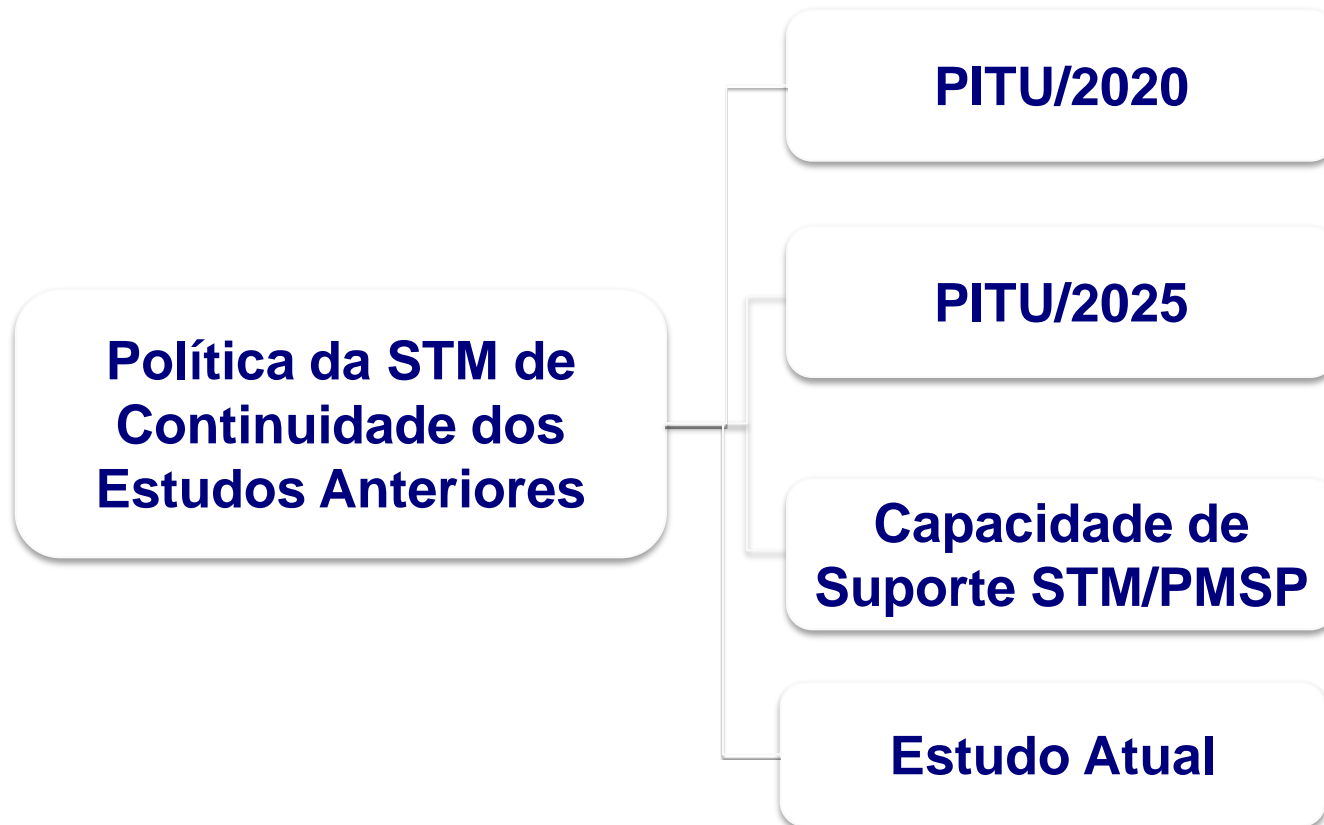 PITU/2020
PITU/2025
Política da STM de
Continuidade dos
Estudos Anteriores
Capacidade de
Suporte STM/PMSP
Estudo Atual